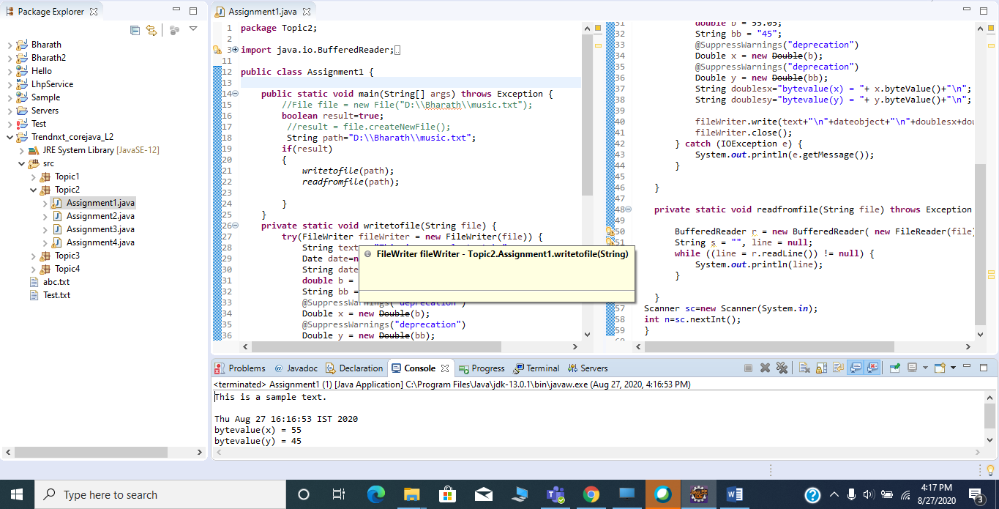 Package Explorer
Bharath
Bharath2
Hello
LhpService
Sample
Servers
Test
Trendnxt_corejava_L2
JRE System Library [JavaSE-12]
src
Topic1
Topic2
Assignment1.java
Assignment2.java
Assignment3.java
Assignment4.java
Topic3
Topic4
abc.txt
Test.txt
Assignment1.java
1 package Topic2;
2
3 import java.io.BufferedReader;
11
12 public class Assignment1 {
13
14 public static void main(String[] args) throws Exception {
15 //File file = new File("D:\\Bharath\\music.txt");
16 boolean result=true;
17 //result = file.createNewFile();
18 String path="D:\\Bharath\\music.txt";
19 if(result)
20 {
21 writetofile(path);
22 readfromfile(path);
23
24 }
25 }
26 private static void writetofile(String file) {
27 try(FileWriter fileWriter = new FileWriter(file)) {
28 String text
29 Date date=n
30 String date
31 double b =
32 String bb =
33 @SuppressWarnings("deprecation")
34 Double x = new Double(b);
35 @SuppressWarnings("deprecation")
36 Double y = new Double(bb);
FileWriter fileWriter - Topic2.Assignment1.writetofile(String)
31 double b = 55.05;
32 String bb = "45";
33 @SuppressWarnings("deprecation")
34 Double x = new Double(b);
35 @SuppressWarnings("deprecation")
36 Double y = new Double(bb);
37 String doublesx="bytevalue(x) = "+ x.byteValue()+"\n";
38 String doublesy="bytevalue(y) = "+ y.byteValue()+"\n";
39
40 fileWriter.write(text+"\n"+dateobject+"\n"+doublesx+dou
41 fileWriter.close();
42 } catch (IOException e) {
43 System.out.println(e.getMessage());
44 }
45
46 }
47
48 private static void readfromfile(String file) throws Exception
49
50 BufferedReader r = new BufferedReader( new FileReader(file)
51 String s = "", line = null;
while ((line = r.readLine()) != null) {
System.out.println(line);
}
}
57 Scanner sc=new Scanner(System.in);
58 int n=sc.nextInt();
59 }
60
Problems @ Javadoc Declaration Console Progress Terminal Servers
<terminated> Assignment1 (1) [Java Application] C:\Program Files\Java\jdk-13.0.1\bin\javaw.exe (Aug 27, 2020, 4:16:53 PM)
This is a sample text.
Thu Aug 27 16:16:53 IST 2020
bytevalue(x) = 55
bytevalue(y) = 45
Type here to search
4:17 PM
8/27/2020
3